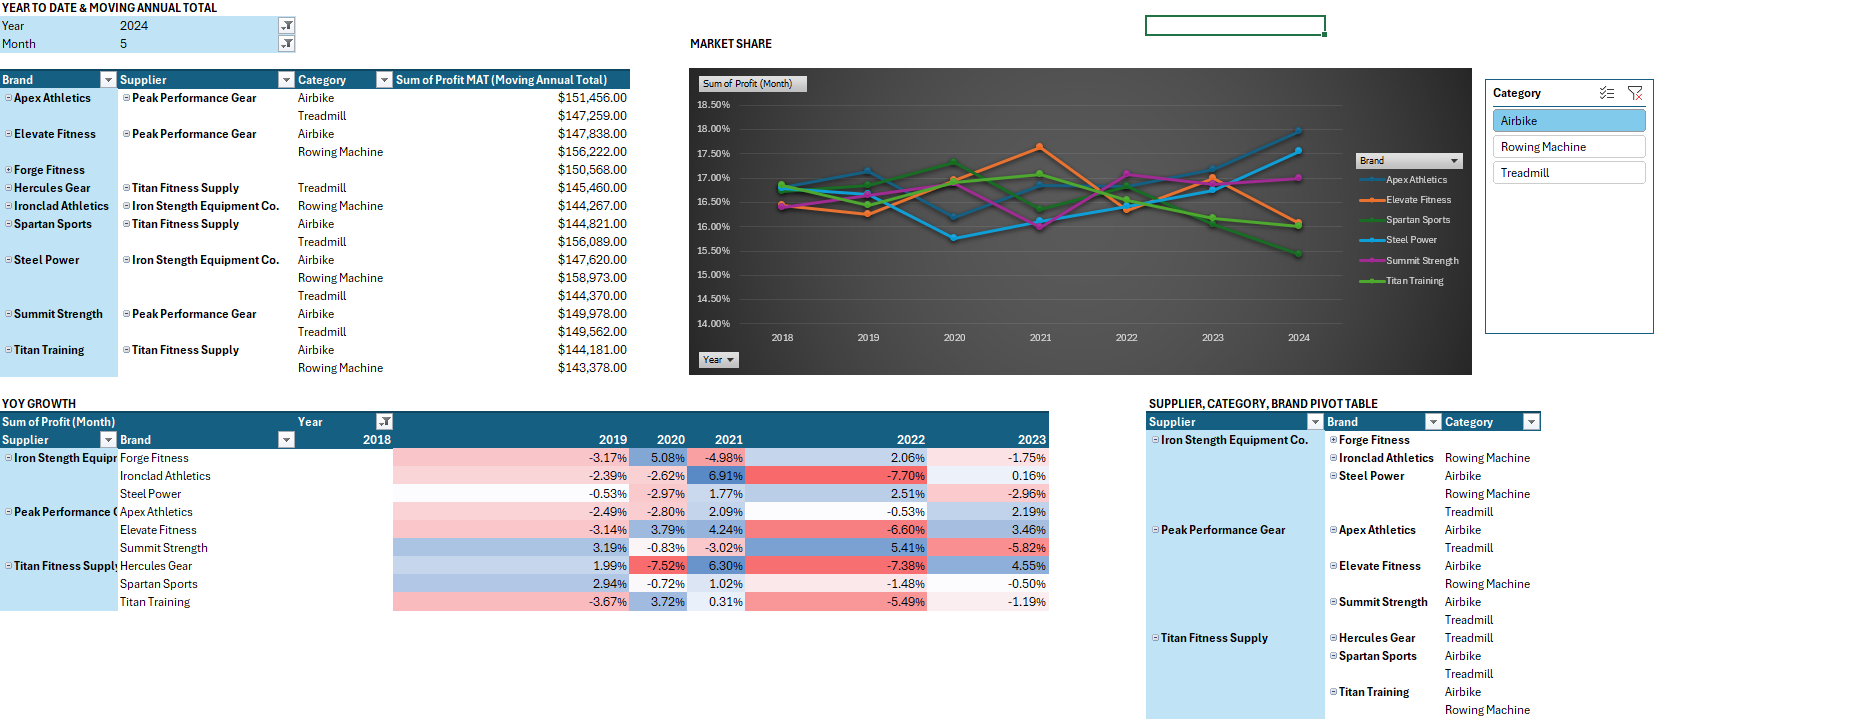 YEAR TO DATE & MOVING ANNUAL TOTAL
Year 2024
Month 5
Brand Supplier Category Sum of Profit MAT (Moving Annual Total)
Apex Athletics Peak Performance Gear Airbike $151,456.00
Treadmill $147,259.00
Elevate Fitness Peak Performance Gear Airbike $147,838.00
Rowing Machine $156,222.00
Forge Fitness $150,568.00
Hercules Gear Titan Fitness Supply Treadmill $145,460.00
Ironclad Athletics Iron Stength Equipment Co. Rowing Machine $144,267.00
Spartan Sports Titan Fitness Supply Airbike $144,821.00
Treadmill $156,089.00
Steel Power Iron Stength Equipment Co. Airbike $147,620.00
Rowing Machine $158,973.00
Treadmill $144,370.00
Summit Strength Peak Performance Gear Airbike $149,978.00
Treadmill $149,562.00
Titan Training Titan Fitness Supply Airbike $144,181.00
Rowing Machine $143,378.00
MARKET SHARE
Sum of Profit (Month)
18.50%
18.00%
17.50%
17.00%
16.50%
16.00%
15.50%
15.00%
14.50%
14.00%
2018 2019 2020 2021 2022 2023 2024
Year
Brand
Apex Athletics
Elevate Fitness
Spartan Sports
Steel Power
Summit Strength
Titan Training
Category
Airbike
Rowing Machine
Treadmill
YOY GROWTH
Sum of Profit (Month) Year
Supplier Brand 2018 2019 2020 2021 2022 2023
Iron Stength Equipr Forge Fitness -3.17% 5.08% -4.98% 2.06% -1.75%
Ironclad Athletics -2.39% -2.62% 6.91% -7.70% 0.16%
Steel Power -0.53% -2.97% 1.77% 2.51% -2.96%
Peak Performance G Apex Athletics -2.49% -2.80% 2.09% -0.53% 2.19%
Elevate Fitness -3.14% 3.79% 4.24% -6.60% 3.46%
Summit Strength 3.19% -0.83% -3.02% 5.41% -5.82%
Titan Fitness Supply Hercules Gear 1.99% -7.52% 6.30% -7.38% 4.55%
Spartan Sports 2.94% -0.72% 1.02% -1.48% -0.50%
Titan Training -3.67% 3.72% 0.31% -5.49% -1.19%
SUPPLIER, CATEGORY, BRAND PIVOT TABLE
Supplier Brand Category
Iron Stength Equipment Co. Forge Fitness
Ironclad Athletics Rowing Machine
Steel Power Airbike
Rowing Machine
Treadmill
Peak Performance Gear Apex Athletics Airbike
Treadmill
Elevate Fitness Airbike
Rowing Machine
Summit Strength Airbike
Treadmill
Titan Fitness Supply Hercules Gear Treadmill
Spartan Sports Airbike
Treadmill
Titan Training Airbike
Rowing Machine